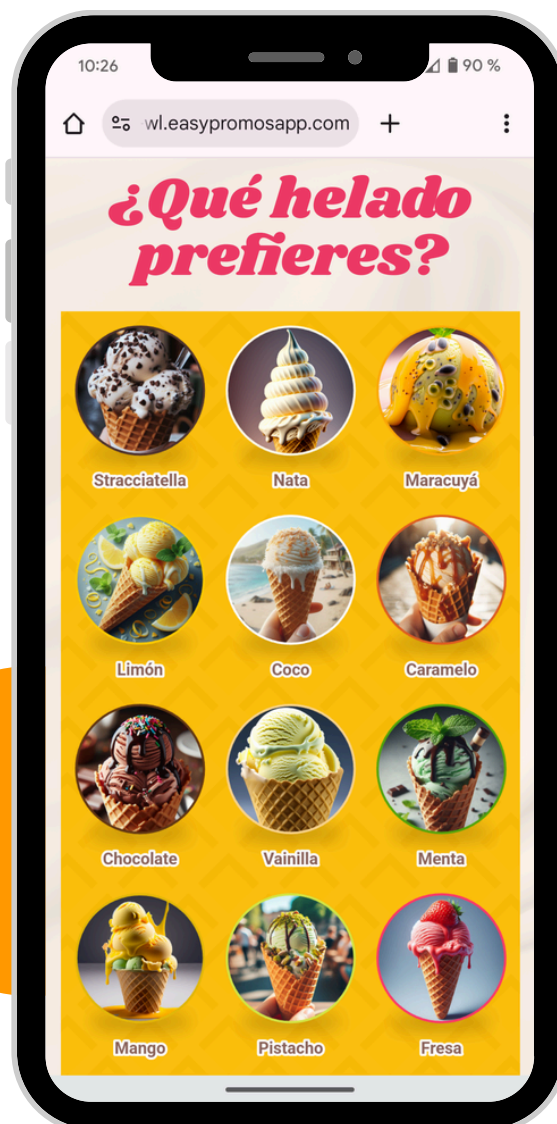 10:26
90 %
wl.easypromosapp.com
¿Qué helado
prefieres?
Stracciatella
Nata
Maracuyá
Limón
Coco
Caramelo
Chocolate
Vainilla
Menta
Mango
Pistacho
Fresa